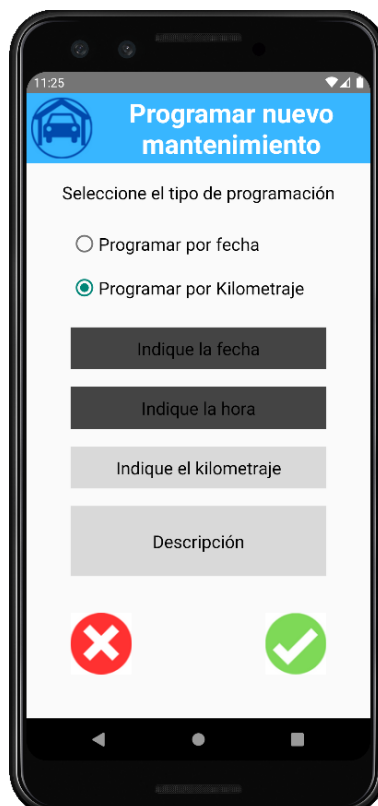 11:25
Programar nuevo
mantenimiento
Seleccione el tipo de programación
Programar por fecha
Programar por Kilometraje
Indique la fecha
Indique la hora
Indique el kilometraje
Descripción